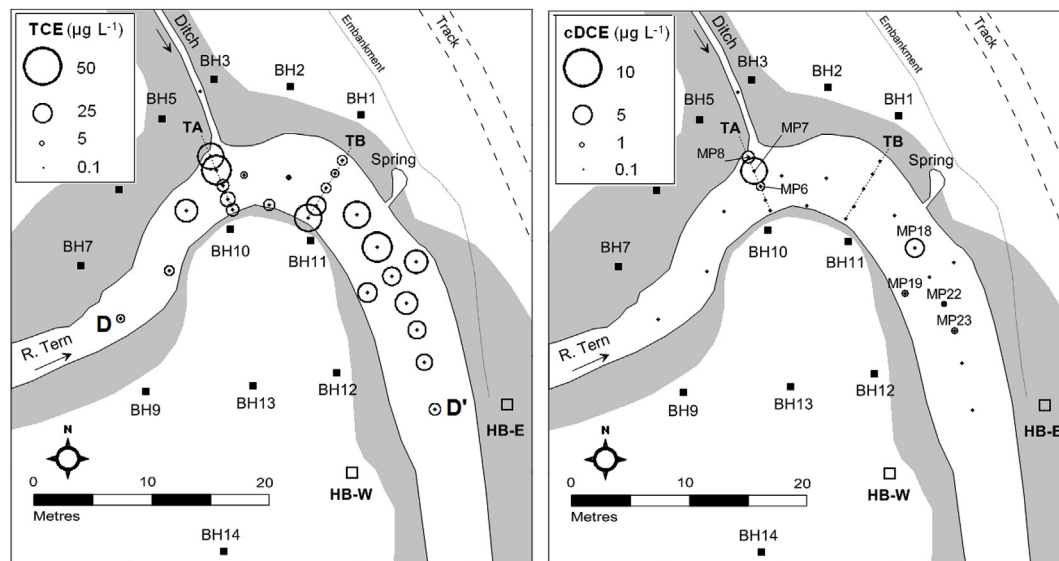 TCE (µg L⁻¹)
50
25
5
0.1
Ditch
BH3
BH2
BH5
BH1
Embankment
Track
TA
TB
Spring
BH7
BH10
BH11
D
R. Tern
BH12
BH9
BH13
D'
HB-E
N
HB-W
0 10 20
Metres
BH14
cDCE (µg L⁻¹)
10
5
1
0.1
Ditch
BH3
BH2
BH5
BH1
Embankment
Track
TA
MP7
TB
MP8
Spring
MP6
BH7
BH10
BH11
MP18
MP19
MP22
MP23
R. Tern
BH12
BH9
BH13
HB-E
N
HB-W
0 10 20
Metres
BH14